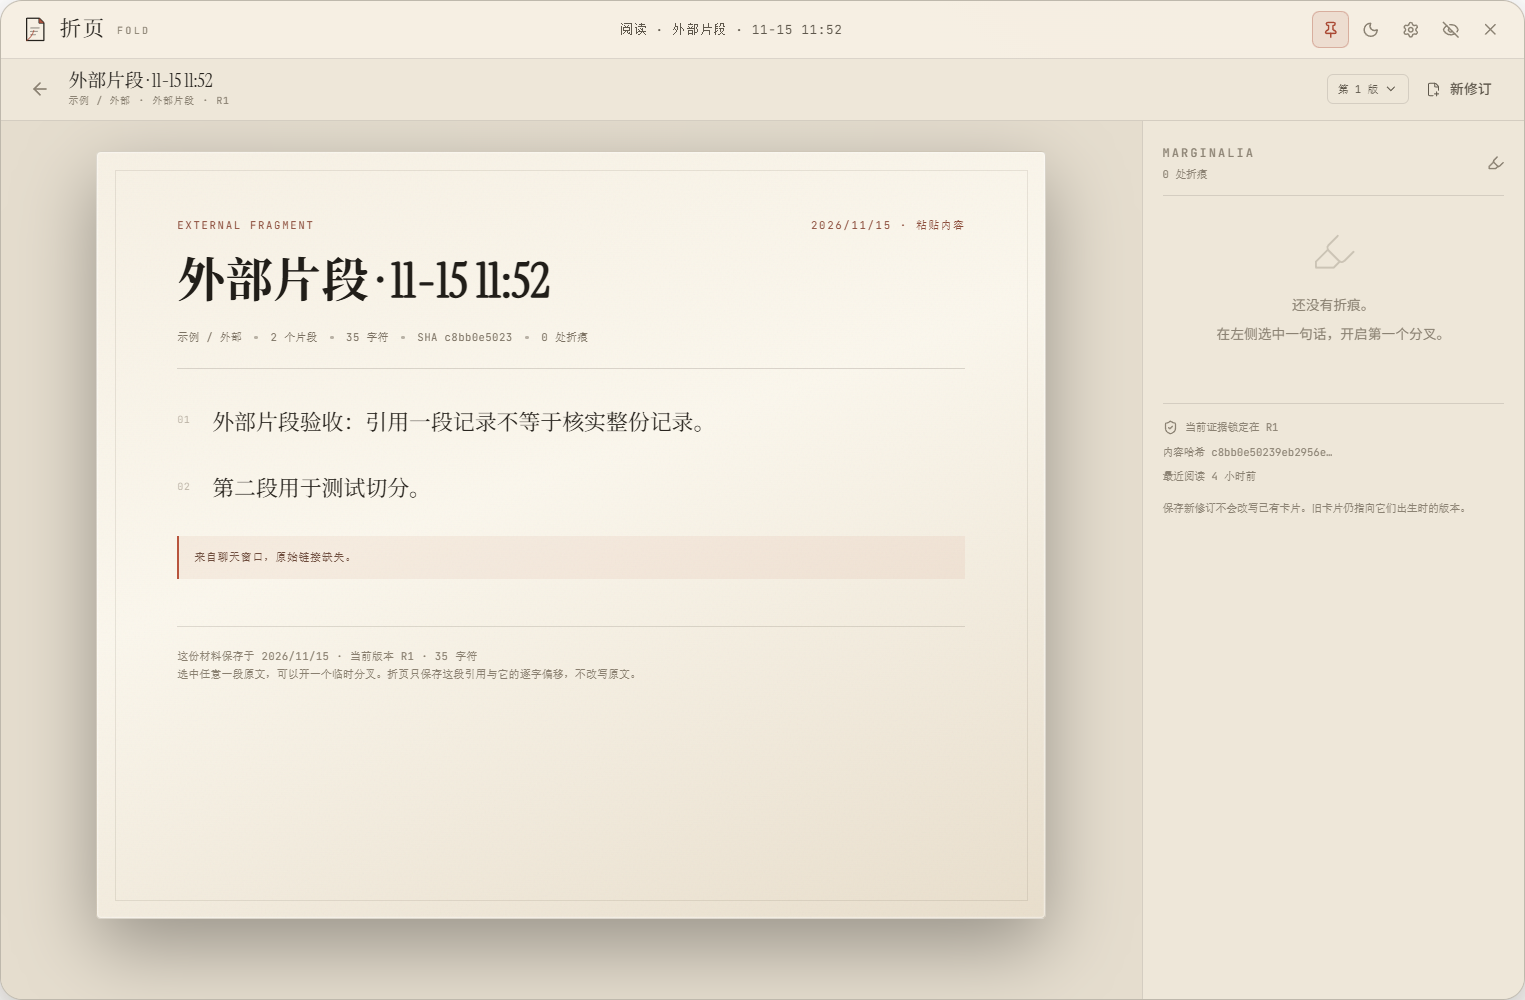 折页 FOLD
阅读 · 外部片段 · 11-15 11:52
外部片段 · 11-15 11:52
示例 / 外部 · 外部片段 · R1
第 1 版
新修订
EXTERNAL FRAGMENT
2026/11/15 · 粘贴内容
外部片段 · 11-15 11:52
示例 / 外部 • 2 个片段 • 35 字符 • SHA c8bb0e5023 • 0 处折痕
01 外部片段验收：引用一段记录不等于核实整份记录。
02 第二段用于测试切分。
来自聊天窗口，原始链接缺失。
这份材料保存于 2026/11/15 · 当前版本 R1 · 35 字符
选中任意一段原文，可以开一个临时分叉。折页只保存这段引用与它的逐字偏移，不改写原文。
MARGINALIA
0 处折痕
还没有折痕。
在左侧选中一句话，开启第一个分叉。
当前证据锁定在 R1
内容哈希 c8bb0e50239eb2956e…
最近阅读 4 小时前
保存新修订不会改写已有卡片。旧卡片仍指向它们出生时的版本。